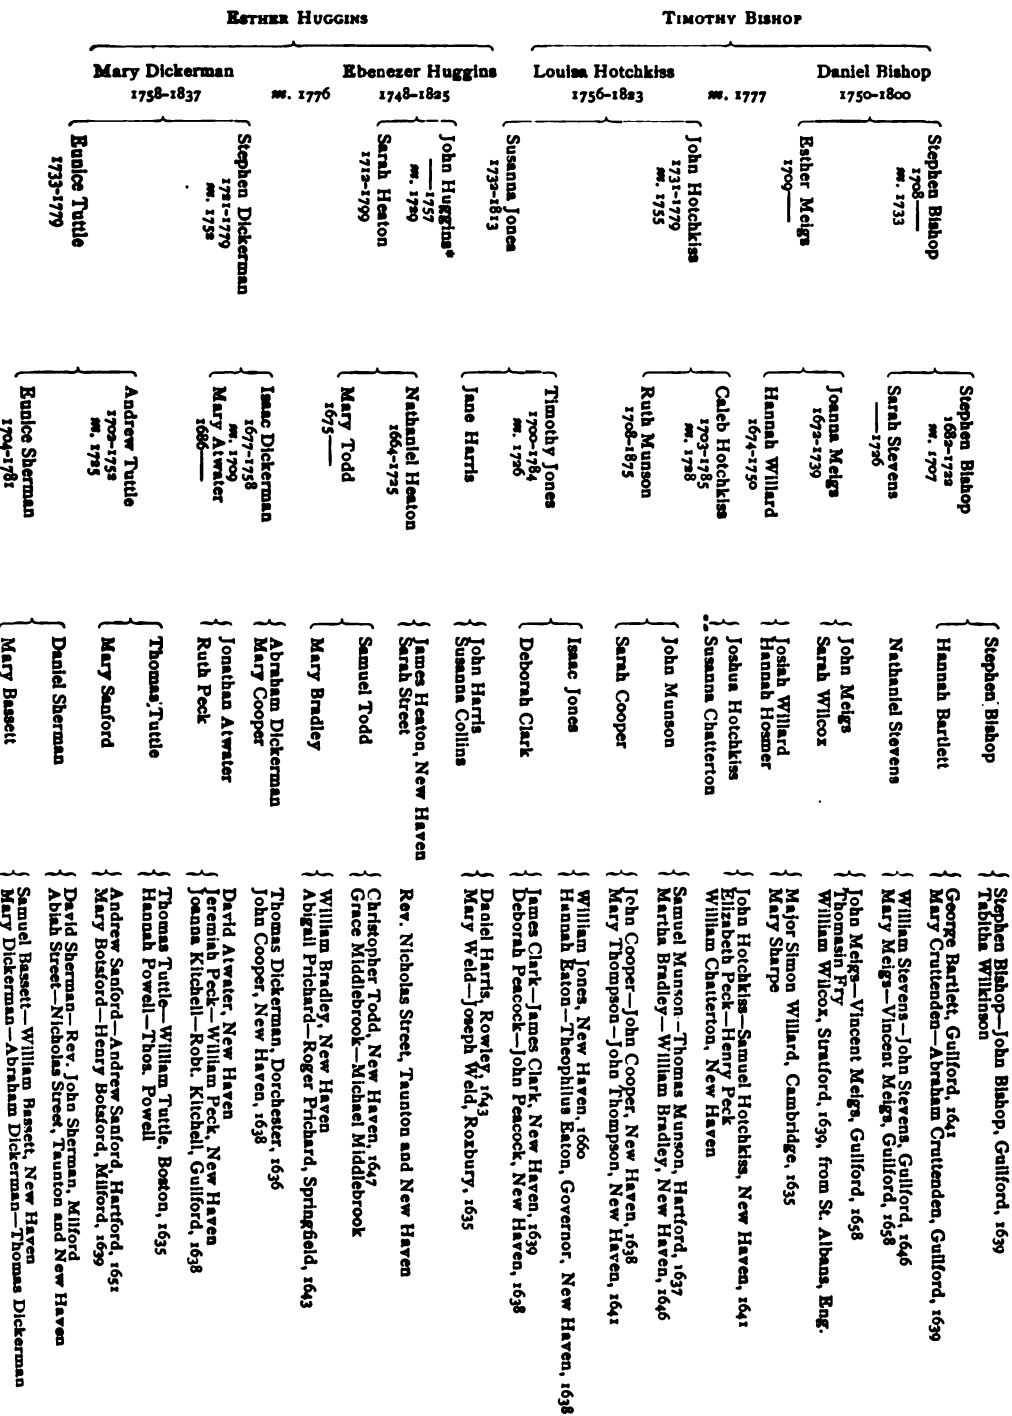 TIMOTHY BISHOP
Daniel Bishop
1750-1800
m. 1777
Louisa Hotchkiss
1756-1823
ESTHER HUGGINS
Ebenezer Huggins
1748-1825
m. 1776
Mary Dickerman
1758-1837
Stephen Bishop
1708——
m. 1733
Esther Meigs
1709——
John Hotchkiss
1731-1779
m. 1755
Susanna Jones
1732-1813
John Huggins*
——1757
m. 1729
Sarah Heaton
1712-1799
Stephen Dickerman
1721-1779
m. 1752
Eunice Tuttle
1733-1779
Stephen Bishop
1682-1722
m. 1707
Sarah Stevens
——1726
Joanna Meigs
1672-1739
Hannah Willard
1674-1750
Caleb Hotchkiss
1703-1785
m. 1728
Ruth Munson
1708-1875
Timothy Jones
1700-1784
m. 1726
Jane Harris
Nathaniel Heaton
1664-1725
Mary Todd
1675——
Isaac Dickerman
1677-1758
m. 1709
Mary Atwater
1686——
Andrew Tuttle
1702-1752
m. 1725
Eunice Sherman
1704-1781
Stephen Bishop
Hannah Bartlett
Nathaniel Stevens
John Meigs
Sarah Wilcox
Josiah Willard
Hannah Hosmer
Joshua Hotchkiss
Susanna Chatterton
John Munson
Sarah Cooper
Isaac Jones
Deborah Clark
John Harris
Susanna Collins
James Heaton, New Haven
Sarah Street
Samuel Todd
Mary Bradley
Abraham Dickerman
Mary Cooper
Jonathan Atwater
Ruth Peck
Thomas Tuttle
Mary Sanford
Daniel Sherman
Mary Bassett
Stephen Bishop—John Bishop, Guilford, 1639
Tabitha Wilkinson
George Bartlett, Guilford, 1641
Mary Cruttenden—Abraham Cruttenden, Guilford, 1639
William Stevens—John Stevens, Guilford, 1646
Mary Meigs—Vincent Meigs, Guilford, 1658
John Meigs—Vincent Meigs, Guilford, 1658
Thomasin Fry
William Wilcox, Stratford, 1639, from St. Albans, Eng.
Major Simon Willard, Cambridge, 1635
Mary Sharpe
John Hotchkiss—Samuel Hotchkiss, New Haven, 1641
Elizabeth Peck—Henry Peck
William Chatterton, New Haven
Samuel Munson—Thomas Munson, Hartford, 1637
Martha Bradley—William Bradley, New Haven, 1646
John Cooper—John Cooper, New Haven, 1638
Mary Thompson—John Thompson, New Haven, 1641
William Jones, New Haven, 1660
Hannah Eaton—Theophilus Eaton, Governor, New Haven, 1638
James Clark—James Clark, New Haven, 1639
Deborah Peacock—John Peacock, New Haven, 1638
Daniel Harris, Rowley, 1643
Mary Weld—Joseph Weld, Roxbury, 1635
Rev. Nicholas Street, Taunton and New Haven
Christopher Todd, New Haven, 1647
Grace Middlebrook—Michael Middlebrook
William Bradley, New Haven
Abigail Prichard—Roger Prichard, Springfield, 1643
Thomas Dickerman, Dorchester, 1636
John Cooper, New Haven, 1638
David Atwater, New Haven
Jeremiah Peck—William Peck, New Haven
Joanna Kitchell—Robt. Kitchell, Guilford, 1638
Thomas Tuttle—William Tuttle, Boston, 1635
Hannah Powell—Thos. Powell
Andrew Sanford—Andrew Sanford, Hartford, 1651
Mary Botsford—Henry Botsford, Milford, 1639
David Sherman—Rev. John Sherman, Milford
Abiah Street—Nicholas Street, Taunton and New Haven
Samuel Bassett—William Bassett, New Haven
Mary Dickerman—Abraham Dickerman—Thomas Dickerman